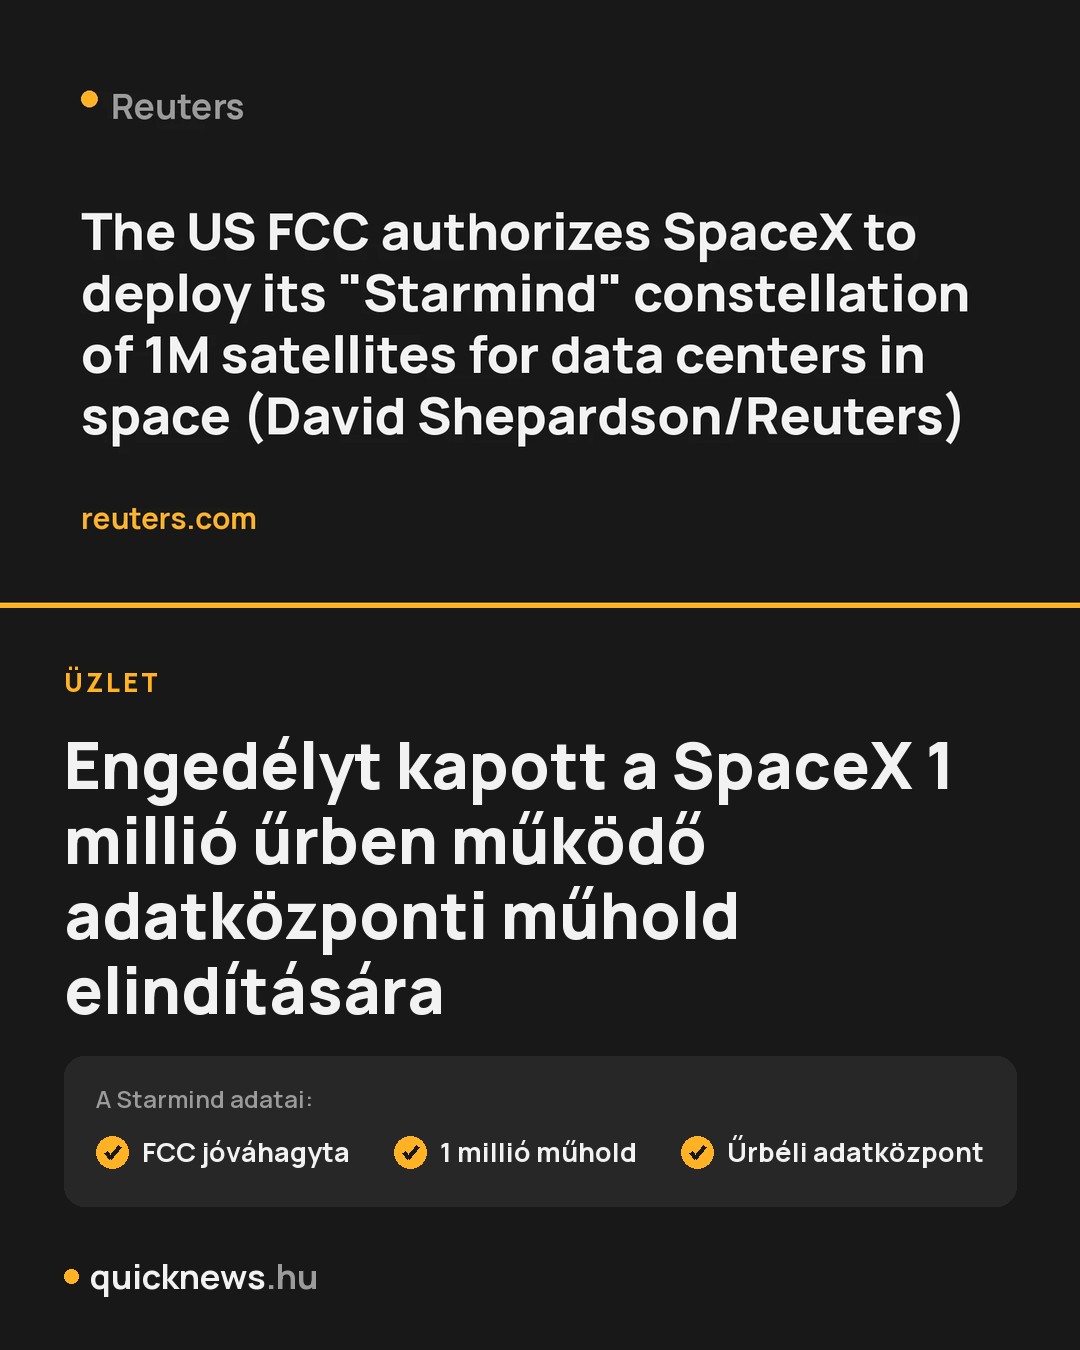 Reuters
The US FCC authorizes SpaceX to
deploy its "Starmind" constellation
of 1M satellites for data centers in
space (David Shepardson/Reuters)
reuters.com
ÜZLET
Engedélyt kapott a SpaceX 1
millió űrben működő
adatközponti műhold
elindítására
A Starmind adatai:
FCC jóváhagyta
1 millió műhold
Űrbéli adatközpont
quicknews.hu